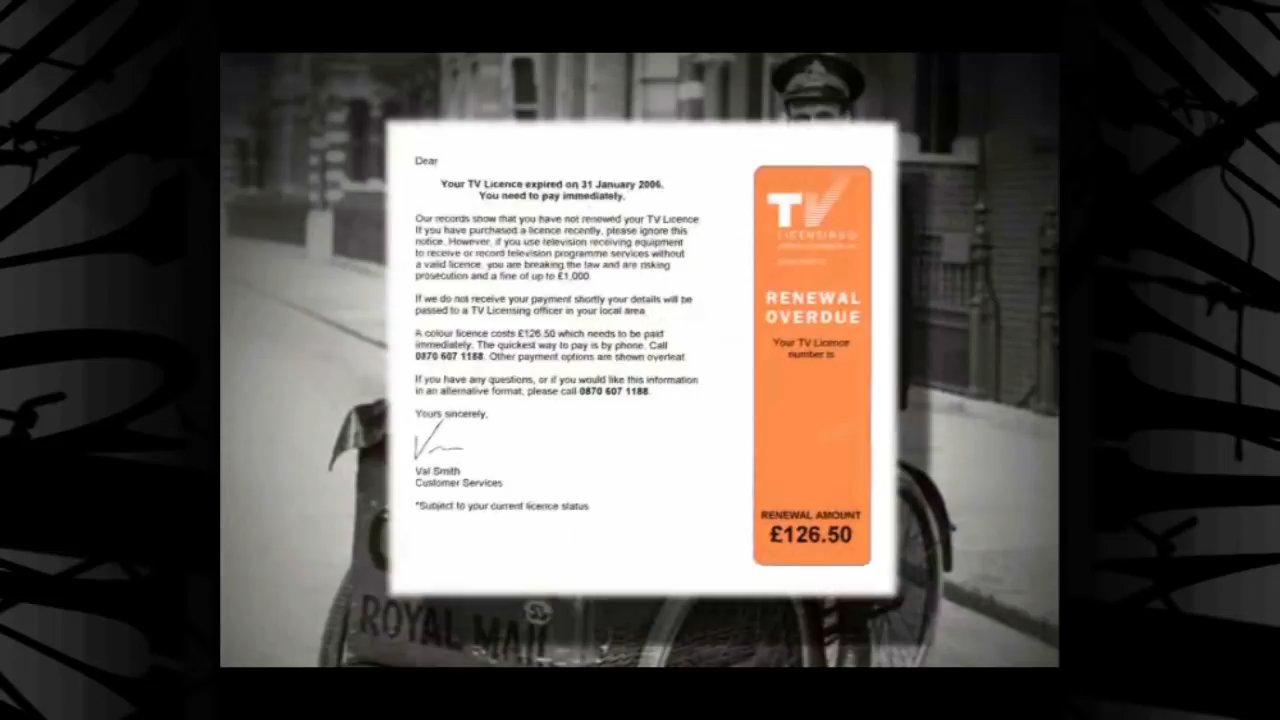 Dear
Your TV Licence expired on 31 January 2006.
You need to pay immediately.
Our records show that you have not renewed your TV Licence
If you have purchased a licence recently, please ignore this
notice. However, if you use television receiving equipment
to receive or record television programme services without
a valid licence, you are breaking the law and are risking
prosecution and a fine of up to £1,000.
If we do not receive your payment shortly your details will be
passed to a TV Licensing officer in your local area
A colour licence costs £126.50 which needs to be paid
immediately. The quickest way to pay is by phone. Call
0870 607 1188. Other payment options are shown overleaf
If you have any questions, or if you would like this information
in an alternative format, please call 0870 607 1188.
Yours sincerely,
Val Smith
Customer Services
*Subject to your current licence status
TV
LICENSING
RENEWAL
OVERDUE
Your TV Licence
number is
RENEWAL AMOUNT
£126.50
ROYAL MAIL